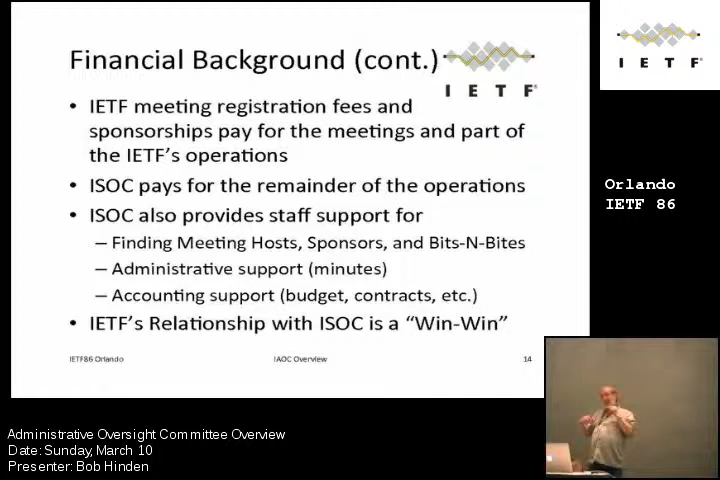 Financial Background (cont.)
I E T F®
• IETF meeting registration fees and
sponsorships pay for the meetings and part of
the IETF's operations
• ISOC pays for the remainder of the operations
• ISOC also provides staff support for
– Finding Meeting Hosts, Sponsors, and Bits-N-Bites
– Administrative support (minutes)
– Accounting support (budget, contracts, etc.)
• IETF's Relationship with ISOC is a “Win-Win”
IETF86 Orlando
IAOC Overview
14
I E T F®
Orlando
IETF 86
Administrative Oversight Committee Overview
Date: Sunday, March 10
Presenter: Bob Hinden